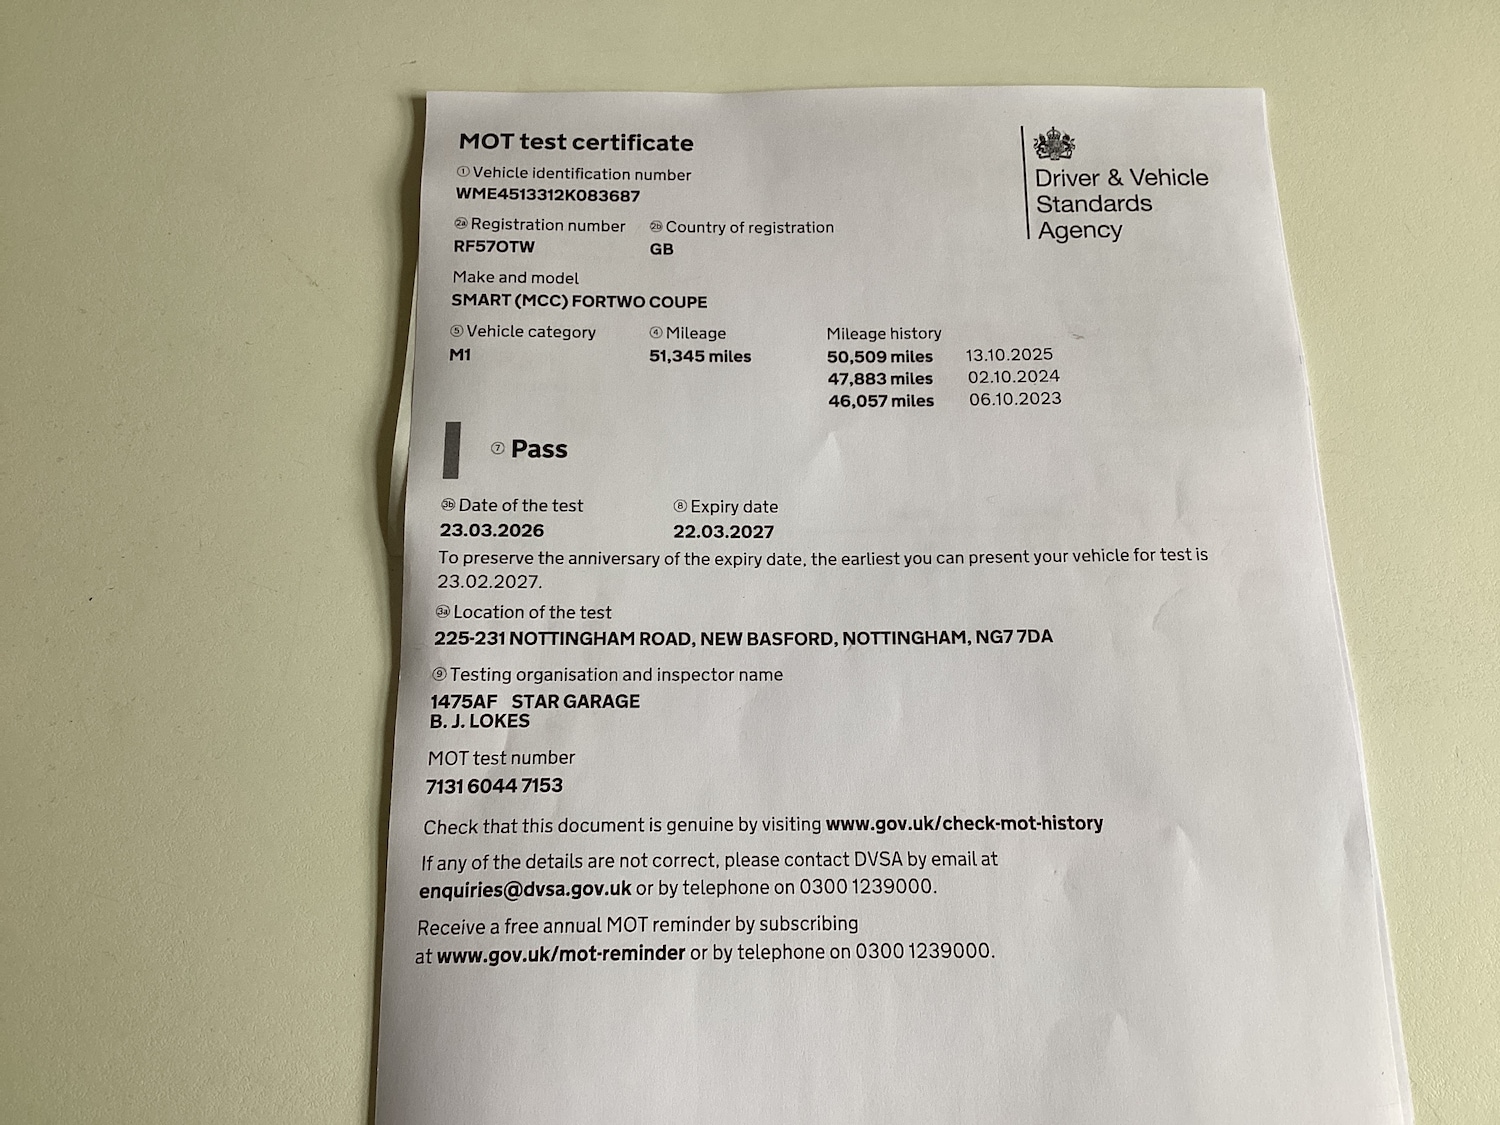 MOT test certificate
① Vehicle identification number
WME4513312K083687
Driver & Vehicle
Standards
Agency
2a Registration number 2b Country of registration
RF57OTW GB
Make and model
SMART (MCC) FORTWO COUPE
⑤ Vehicle category ④ Mileage Mileage history
M1 51,345 miles 50,509 miles 13.10.2025
47,883 miles 02.10.2024
46,057 miles 06.10.2023
⑦ Pass
3b Date of the test ⑧ Expiry date
23.03.2026 22.03.2027
To preserve the anniversary of the expiry date, the earliest you can present your vehicle for test is
23.02.2027.
3a Location of the test
225-231 NOTTINGHAM ROAD, NEW BASFORD, NOTTINGHAM, NG7 7DA
⑨ Testing organisation and inspector name
1475AF STAR GARAGE
B. J. LOKES
MOT test number
7131 6044 7153
Check that this document is genuine by visiting www.gov.uk/check-mot-history
If any of the details are not correct, please contact DVSA by email at
enquiries@dvsa.gov.uk or by telephone on 0300 1239000.
Receive a free annual MOT reminder by subscribing
at www.gov.uk/mot-reminder or by telephone on 0300 1239000.